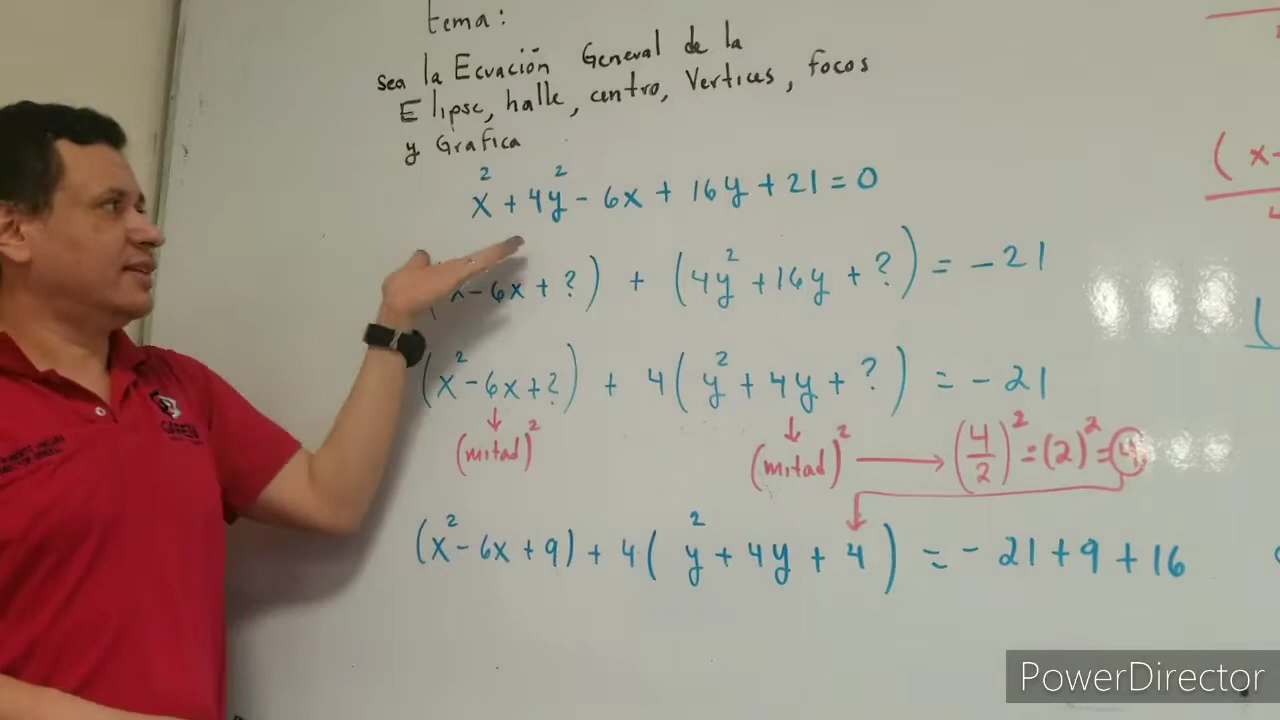 tema:
sea la Ecuación General de la
Elipse, halle, centro, Vertices, focos
y Grafica
x² + 4y² - 6x + 16y + 21 = 0
x - 6x + ?) + (4y² + 16y + ?) = -21
(x² - 6x + ?) + 4(y² + 4y + ?) = -21
(mitad)² (mitad)² → (4/2)² = (2)² = 4
(x² - 6x + 9) + 4(y² + 4y + 4) = -21 + 9 + 16
(x-
PowerDirector